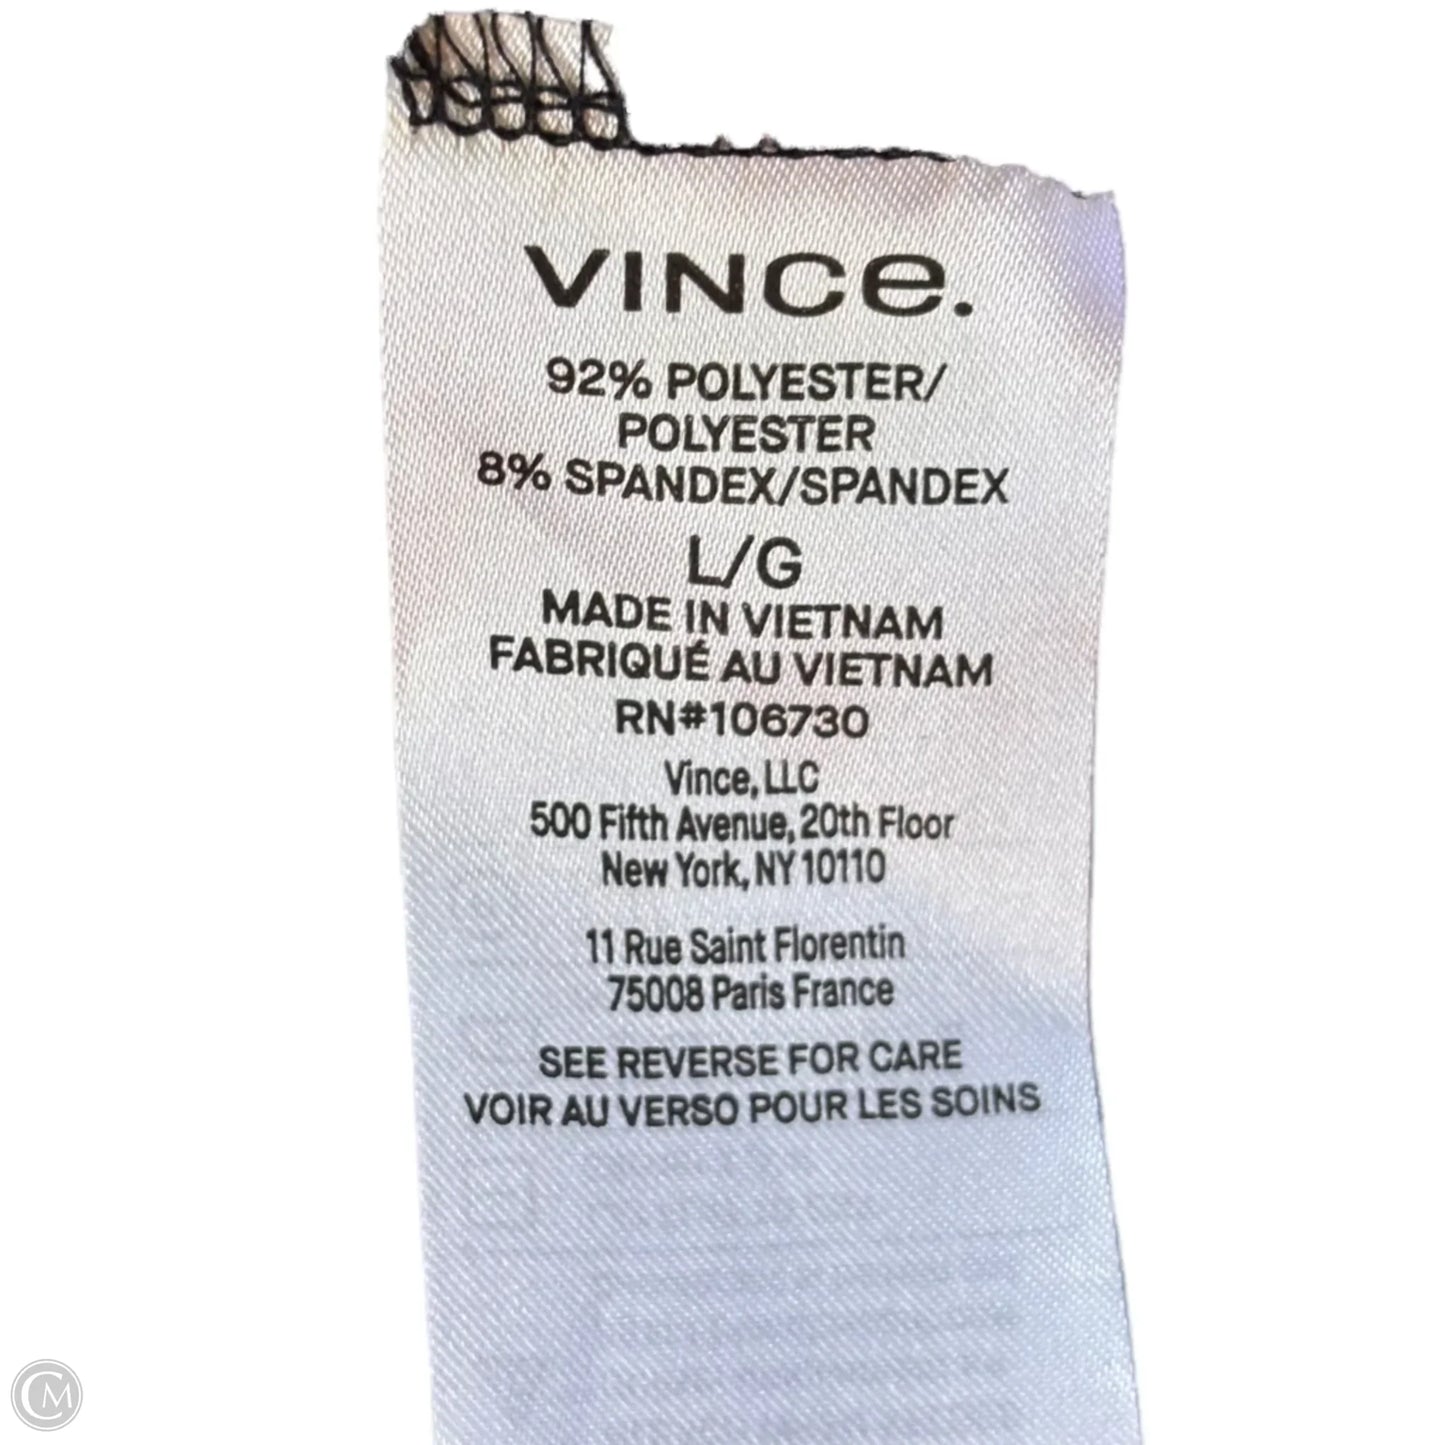 VINCe.
92% POLYESTER/
POLYESTER
8% SPANDEX/SPANDEX
L/G
MADE IN VIETNAM
FABRIQUÉ AU VIETNAM
RN#106730
Vince, LLC
500 Fifth Avenue, 20th Floor
New York, NY 10110
11 Rue Saint Florentin
75008 Paris France
SEE REVERSE FOR CARE
VOIR AU VERSO POUR LES SOINS
CM